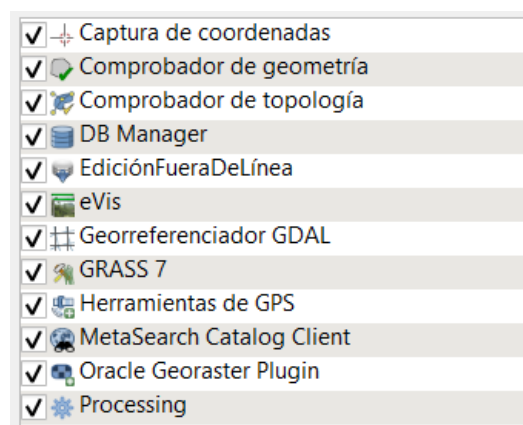 Captura de coordenadas
Comprobador de geometría
Comprobador de topología
DB Manager
EdiciónFueraDeLínea
eVis
Georreferenciador GDAL
GRASS 7
Herramientas de GPS
MetaSearch Catalog Client
Oracle Georaster Plugin
Processing